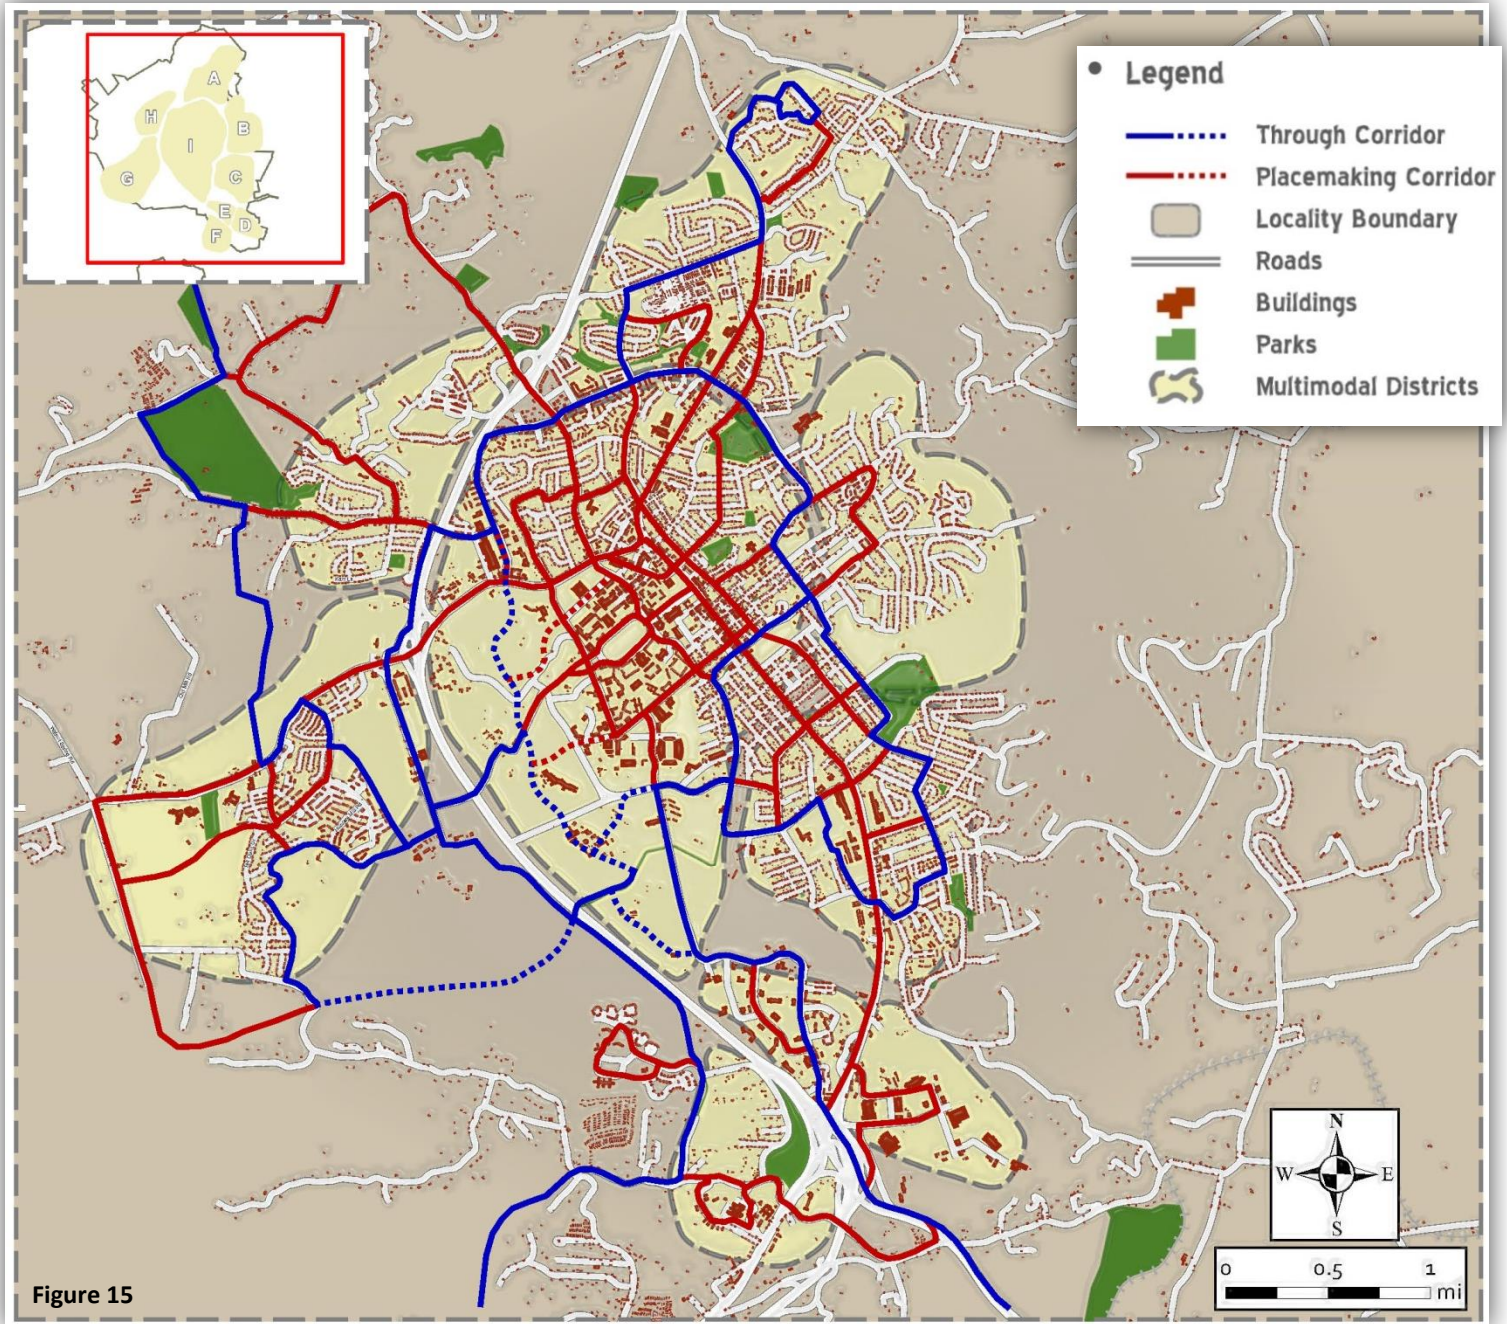 A
H
B
I
G
C
E
D
F
Legend
Through Corridor
Placemaking Corridor
Locality Boundary
Roads
Buildings
Parks
Multimodal Districts
N
W
E
S
0 0.5 1
mi
Figure 15